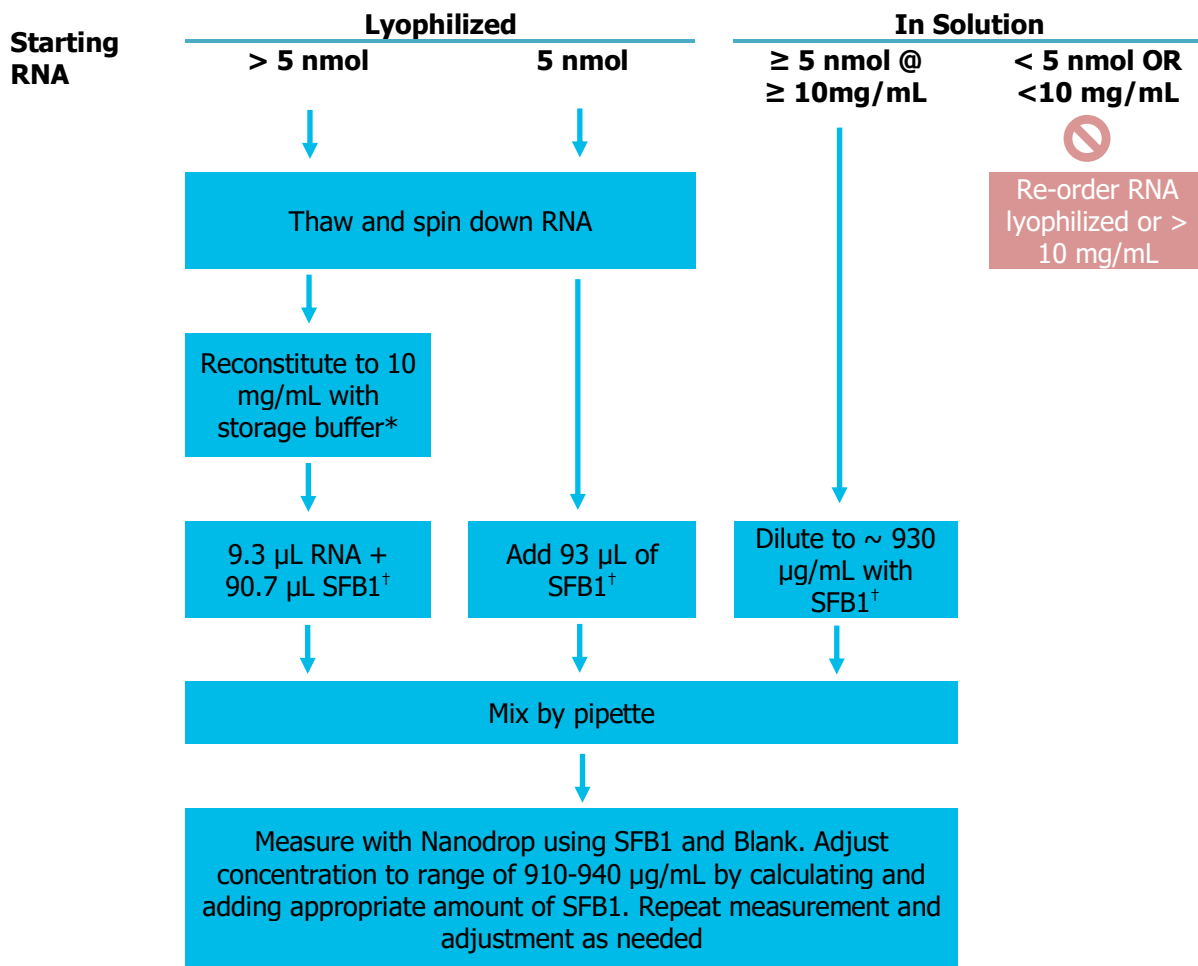 Lyophilized
In Solution
Starting
RNA
> 5 nmol
5 nmol
≥ 5 nmol @
≥ 10mg/mL
< 5 nmol OR
<10 mg/mL
Thaw and spin down RNA
Re-order RNA
lyophilized or >
10 mg/mL
Reconstitute to 10
mg/mL with
storage buffer*
9.3 µL RNA +
90.7 µL SFB1†
Add 93 µL of
SFB1†
Dilute to ~ 930
µg/mL with
SFB1†
Mix by pipette
Measure with Nanodrop using SFB1 and Blank. Adjust
concentration to range of 910-940 µg/mL by calculating and
adding appropriate amount of SFB1. Repeat measurement and
adjustment as needed